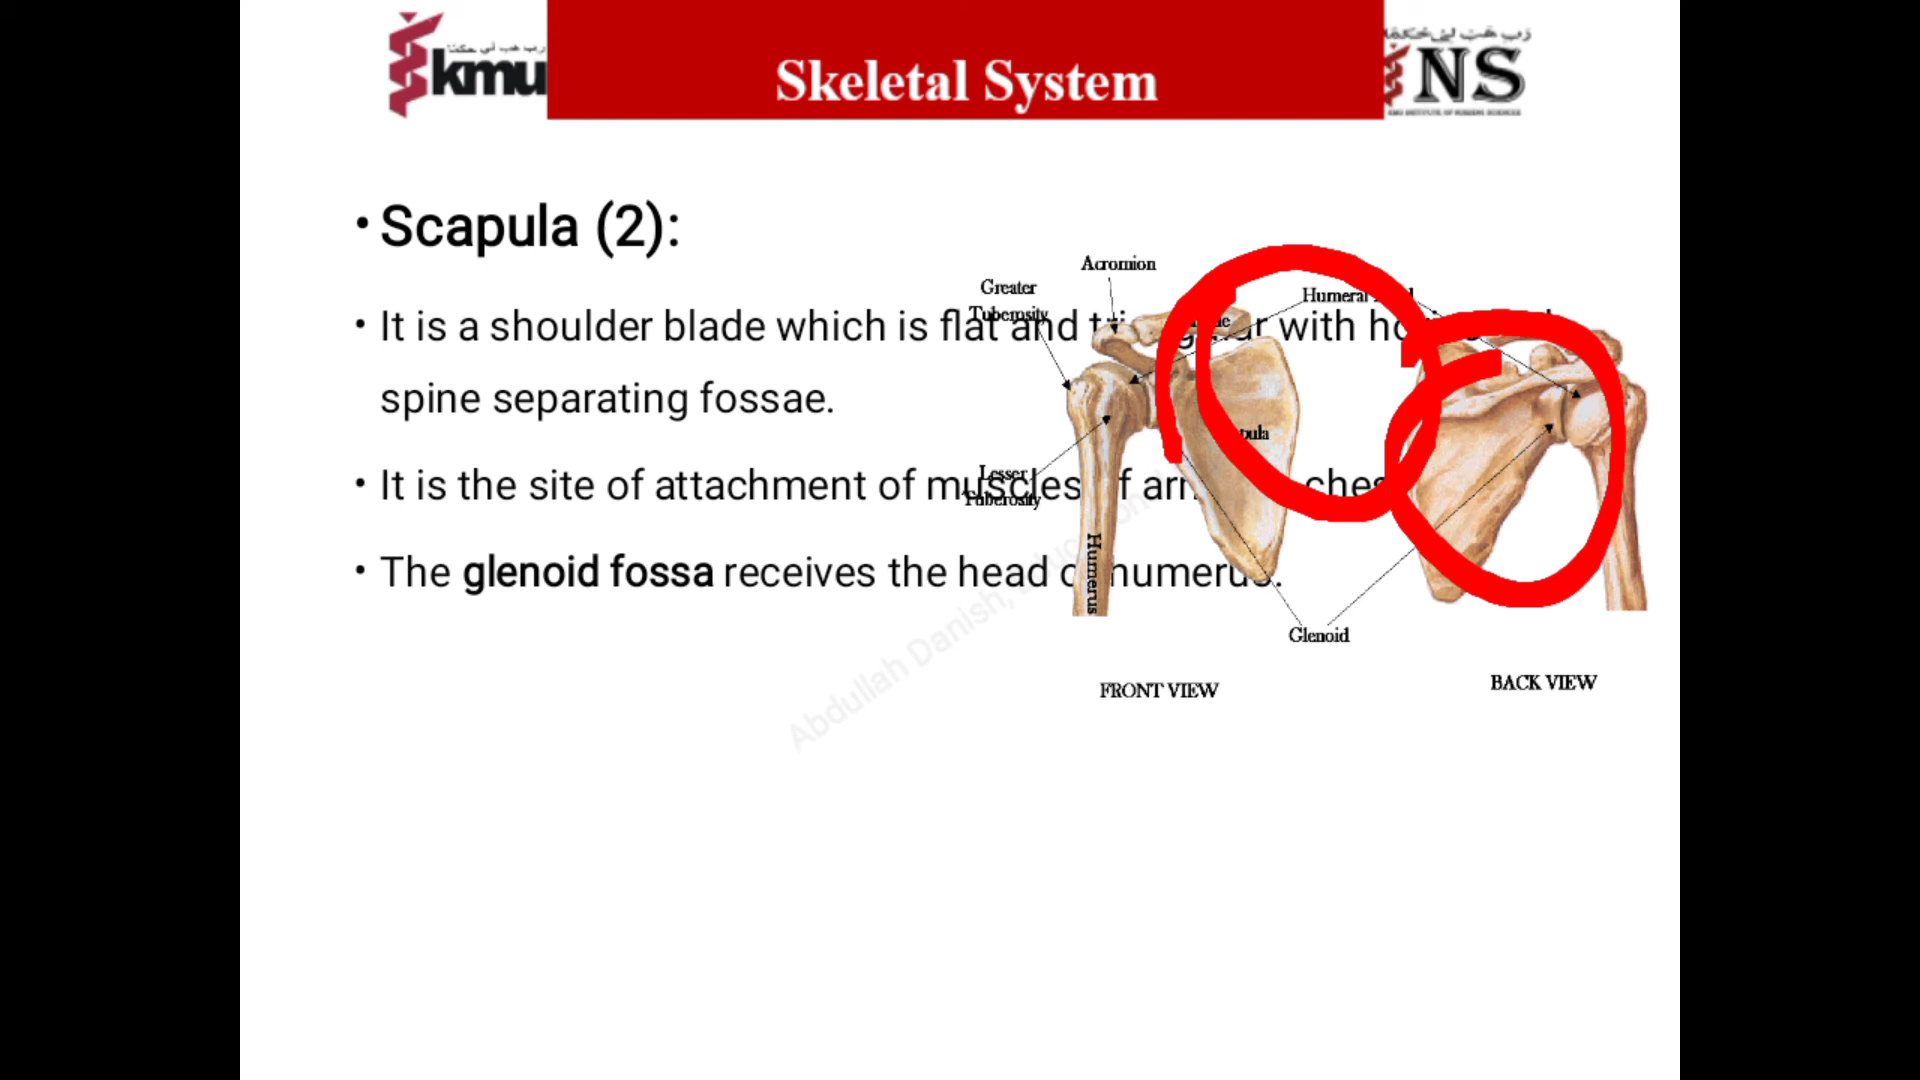 kmu
Skeletal System
NS
• Scapula (2):
• It is a shoulder blade which is flat and with
spine separating fossae.
• It is the site of attachment of muscles
• The glenoid fossa receives the head humerus.
Acromion
Greater
Tuberosity
Humeral
Lesser
Tuberosity
Humerus
Glenoid
FRONT VIEW
BACK VIEW
Abdullah Danish,